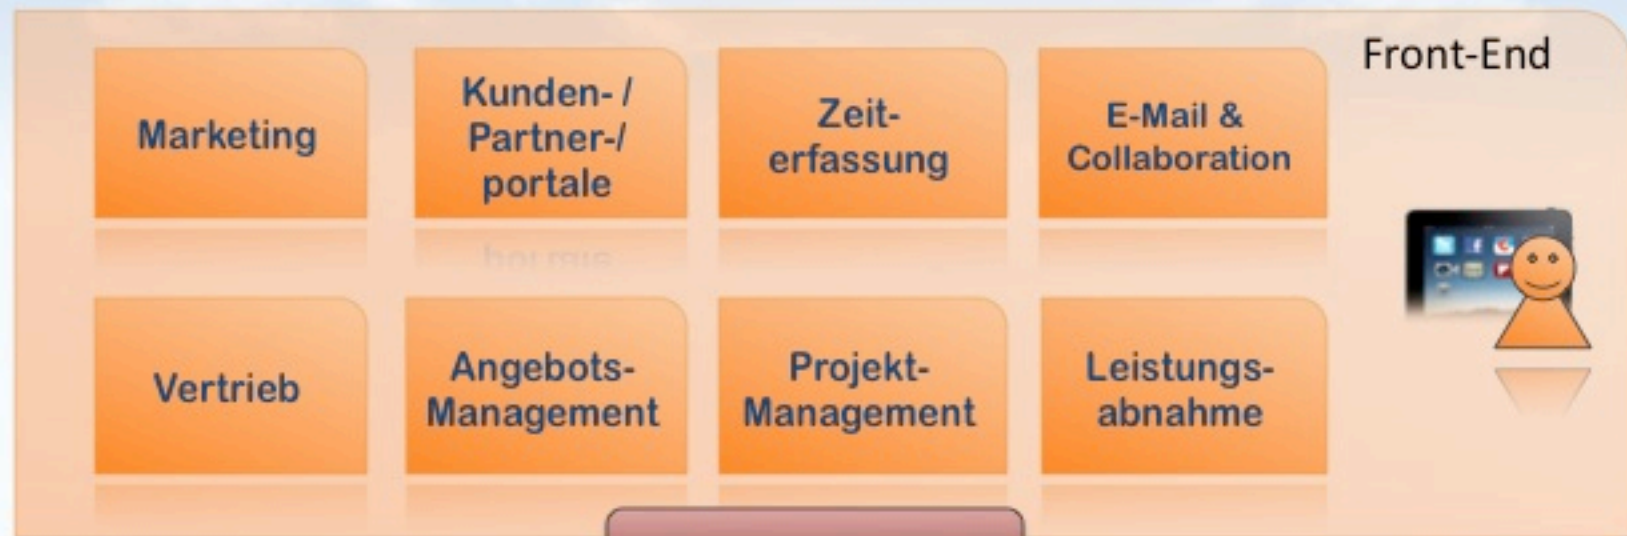 Front-End
Marketing
Kunden- /
Partner-/
portale
Zeit-
erfassung
E-Mail &
Collaboration
Vertrieb
Angebots-
Management
Projekt-
Management
Leistungs-
abnahme